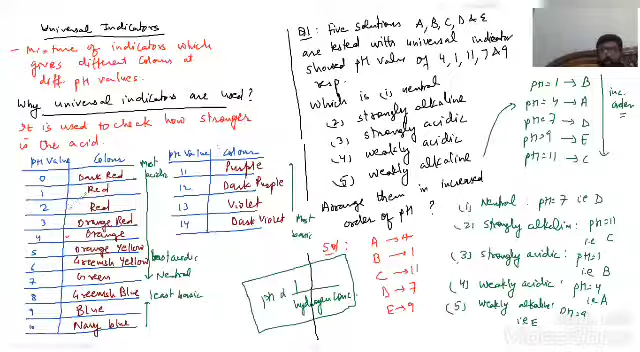 Universal Indicators
- Mixture of indicators which
gives different Colour at
diff pH values.
Why universal indicators are used?
It is used to check how stronger
is the acid.
pH Value Colour
0 Dark Red
1 Red
2 Red
3 Orange Red
4 Orange
5 Orange Yellow
6 Greenish Yellow
7 Green
8 Greenish Blue
9 Blue
10 Navy blue
Most acidic
least acidic
Neutral
least basic
pH Value Colour
11 Purple
12 Dark Purple
13 Violet
14 Dark Violet
Most basic
Q1: Five solutions A, B, C, D & E
are tested with universal indicator
showed pH value of 4, 1, 11, 7 & 9
resp.
Which is (1) neutral
(2) strongly alkaline
(3) strongly acidic
(4) weakly acidic
(5) weakly alkaline
Arrange them in increased
order of pH?
Sol:
A → 4
B → 1
C → 11
D → 7
E → 9
pH α 1/hydrogen conc.
pH = 1 → B
pH = 4 → A
pH = 7 → D
pH = 9 → E
pH = 11 → C
inc.
order
(1) Neutral: pH = 7 i.e D
(2) strongly alkaline: pH = 11
i.e C
(3) strongly acidic: pH = 1
i.e B
(4) weakly acidic: pH = 4
i.e A
(5) weakly alkaline: pH = 9
i.e E